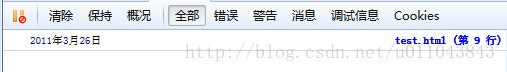 清除 保持 概况 全部 错误 警告 消息 调试信息 Cookies
2011年3月26日 test.html (第 9 行)
http://blog.csdn.net/u011043843